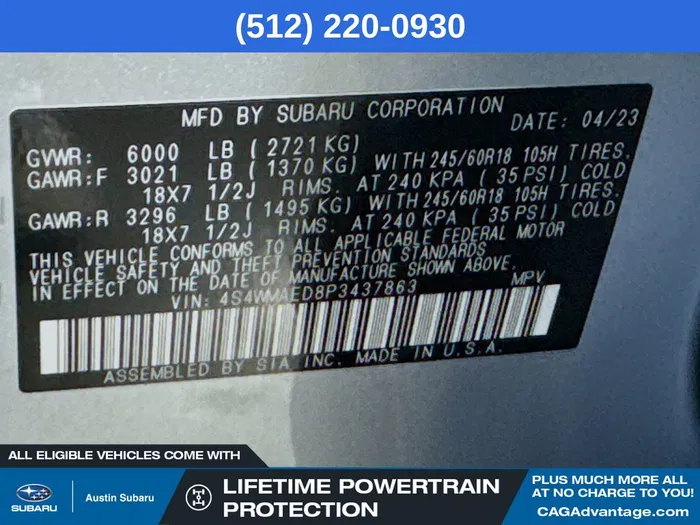 (512) 220-0930
MFD BY SUBARU CORPORATION DATE: 04/23
GVWR: 6000 LB (2721 KG)
GAWR:F 3021 LB (1370 KG) WITH 245/60R18 105H TIRES.
18X7 1/2J RIMS. AT 240 KPA (35 PSI) COLD
GAWR:R 3296 LB (1495 KG) WITH 245/60R18 105H TIRES.
18X7 1/2J RIMS. AT 240 KPA (35 PSI) COLD.
THIS VEHICLE CONFORMS TO ALL APPLICABLE FEDERAL MOTOR
VEHICLE SAFETY AND THEFT PREVENTION STANDARDS
IN EFFECT ON THE DATE OF MANUFACTURE SHOWN ABOVE.
VIN: 4S4WMAED8P3437863 MPV
ASSEMBLED BY SIA INC. MADE IN U.S.A.
ALL ELIGIBLE VEHICLES COME WITH
SUBARU
Austin Subaru
LIFETIME POWERTRAIN
PROTECTION
PLUS MUCH MORE ALL
AT NO CHARGE TO YOU!
CAGAdvantage.com